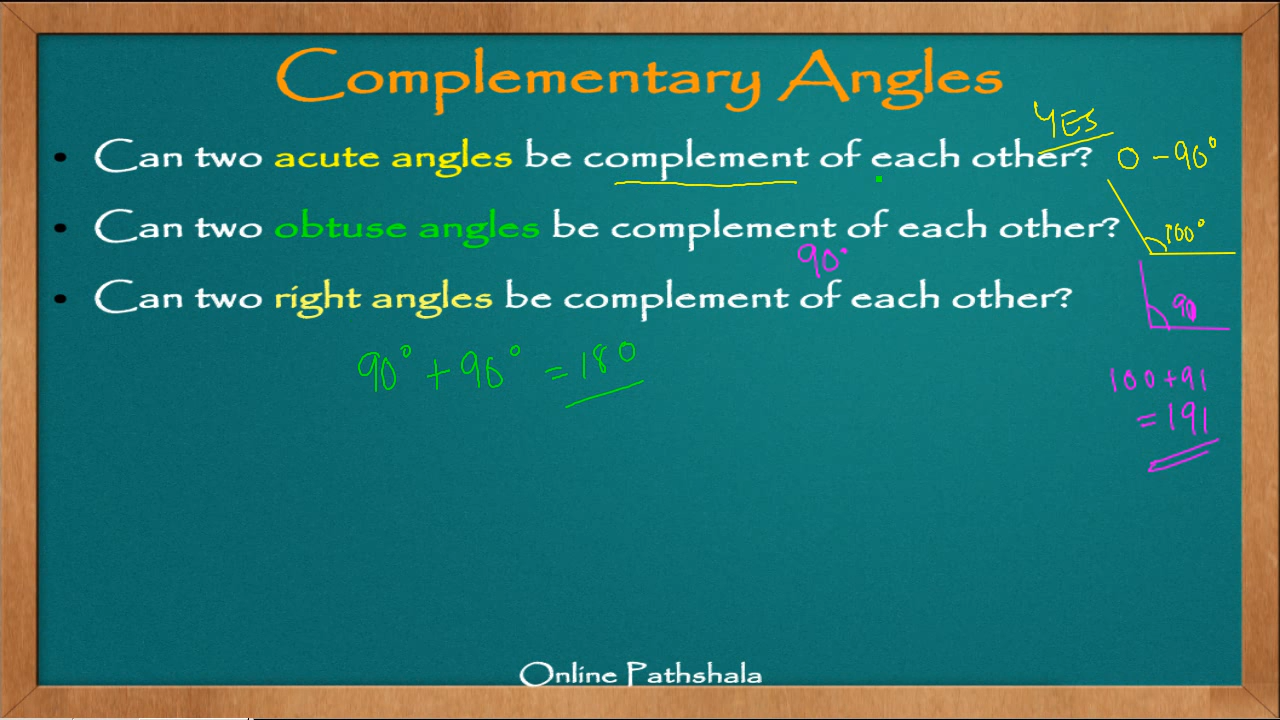 Complementary Angles
YES
• Can two acute angles be complement of each other?
0 - 90°
• Can two obtuse angles be complement of each other?
100°
90°
• Can two right angles be complement of each other?
90
90° + 90° = 180
100 + 91
= 191
Online Pathshala